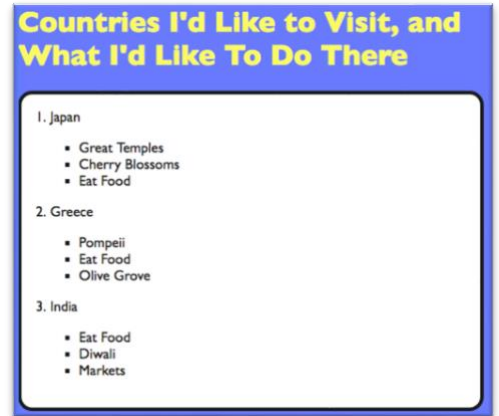 Countries I'd Like to Visit, and
What I'd Like To Do There
1. Japan
▪ Great Temples
▪ Cherry Blossoms
▪ Eat Food
2. Greece
▪ Pompeii
▪ Eat Food
▪ Olive Grove
3. India
▪ Eat Food
▪ Diwali
▪ Markets